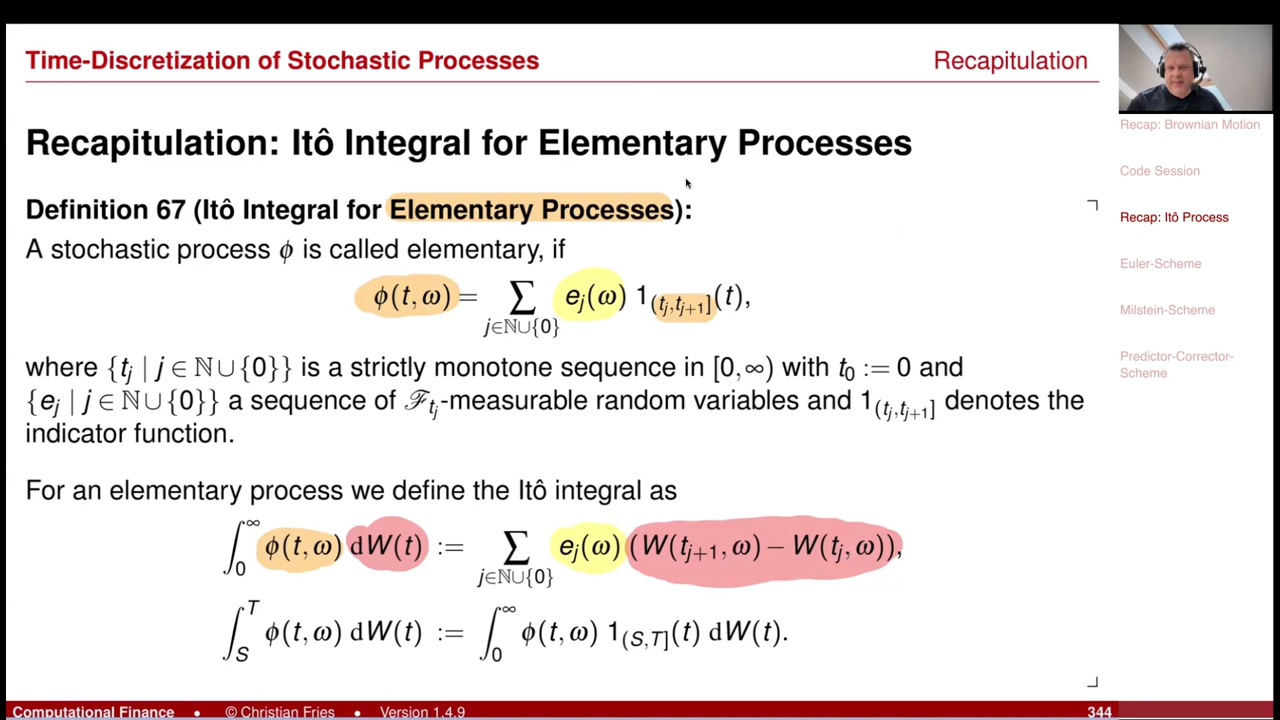 Time-Discretization of Stochastic Processes
Recapitulation
Recapitulation: Itô Integral for Elementary Processes
Definition 67 (Itô Integral for Elementary Processes):
A stochastic process ϕ is called elementary, if
ϕ(t,ω) = ∑_{j∈ℕ∪{0}} e_j(ω) 1_{(t_j,t_{j+1}]}(t),
where {t_j | j ∈ ℕ∪{0}} is a strictly monotone sequence in [0,∞) with t_0 := 0 and
{e_j | j ∈ ℕ∪{0}} a sequence of ℱ_{t_j}-measurable random variables and 1_{(t_j,t_{j+1}]} denotes the
indicator function.
For an elementary process we define the Itô integral as
∫_0^∞ ϕ(t,ω) dW(t) := ∑_{j∈ℕ∪{0}} e_j(ω) (W(t_{j+1},ω) − W(t_j,ω)),
∫_S^T ϕ(t,ω) dW(t) := ∫_0^∞ ϕ(t,ω) 1_{(S,T]}(t) dW(t).
Recap: Brownian Motion
Code Session
Recap: Itô Process
Euler-Scheme
Milstein-Scheme
Predictor-Corrector-
Scheme
Computational Finance • © Christian Fries • Version 1.4.9
344